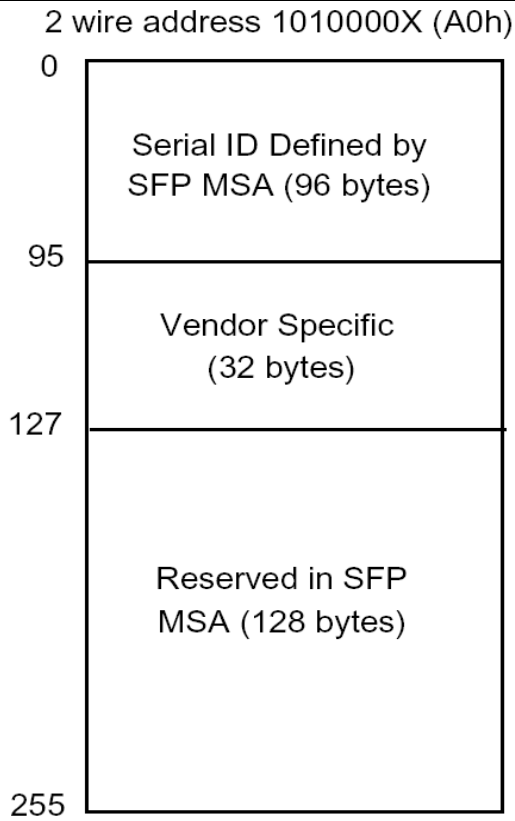 2 wire address 1010000X (A0h)
0
Serial ID Defined by
SFP MSA (96 bytes)
95
Vendor Specific
(32 bytes)
127
Reserved in SFP
MSA (128 bytes)
255